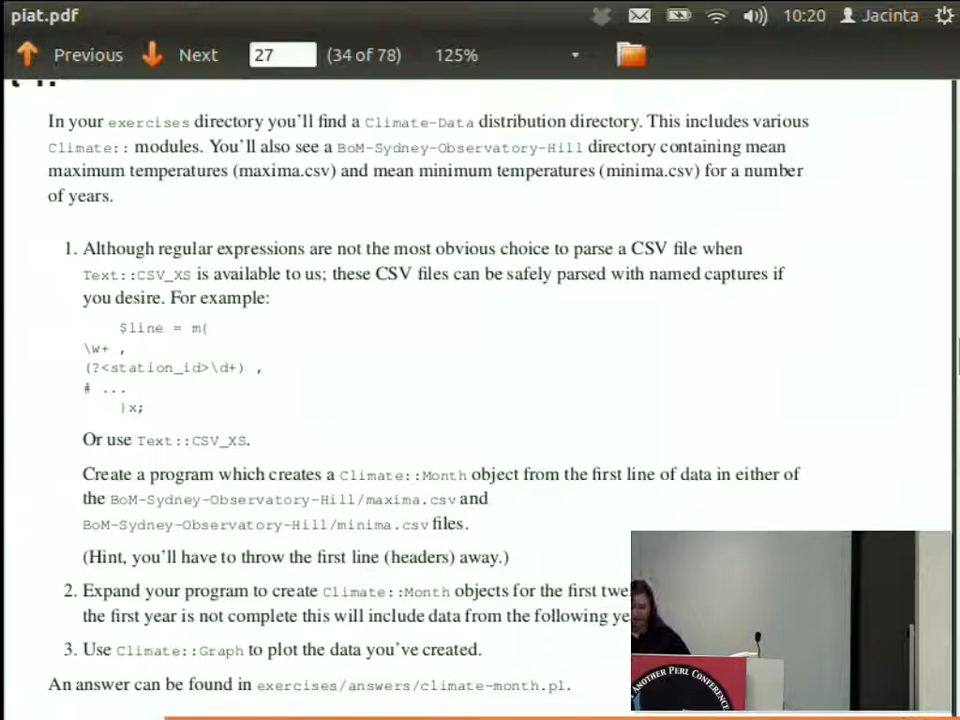 piat.pdf
10:20 Jacinta
Previous Next 27 (34 of 78) 125%
In your exercises directory you'll find a Climate-Data distribution directory. This includes various
Climate:: modules. You'll also see a BoM-Sydney-Observatory-Hill directory containing mean
maximum temperatures (maxima.csv) and mean minimum temperatures (minima.csv) for a number
of years.
1. Although regular expressions are not the most obvious choice to parse a CSV file when
Text::CSV_XS is available to us; these CSV files can be safely parsed with named captures if
you desire. For example:
$line = m{
\w+ ,
(?<station_id>\d+) ,
# ...
}x;
Or use Text::CSV_XS.
Create a program which creates a Climate::Month object from the first line of data in either of
the BoM-Sydney-Observatory-Hill/maxima.csv and
BoM-Sydney-Observatory-Hill/minima.csv files.
(Hint, you'll have to throw the first line (headers) away.)
2. Expand your program to create Climate::Month objects for the first twe
the first year is not complete this will include data from the following ye
3. Use Climate::Graph to plot the data you've created.
An answer can be found in exercises/answers/climate-month.pl.
ANOTHER PERL CONFERENCE